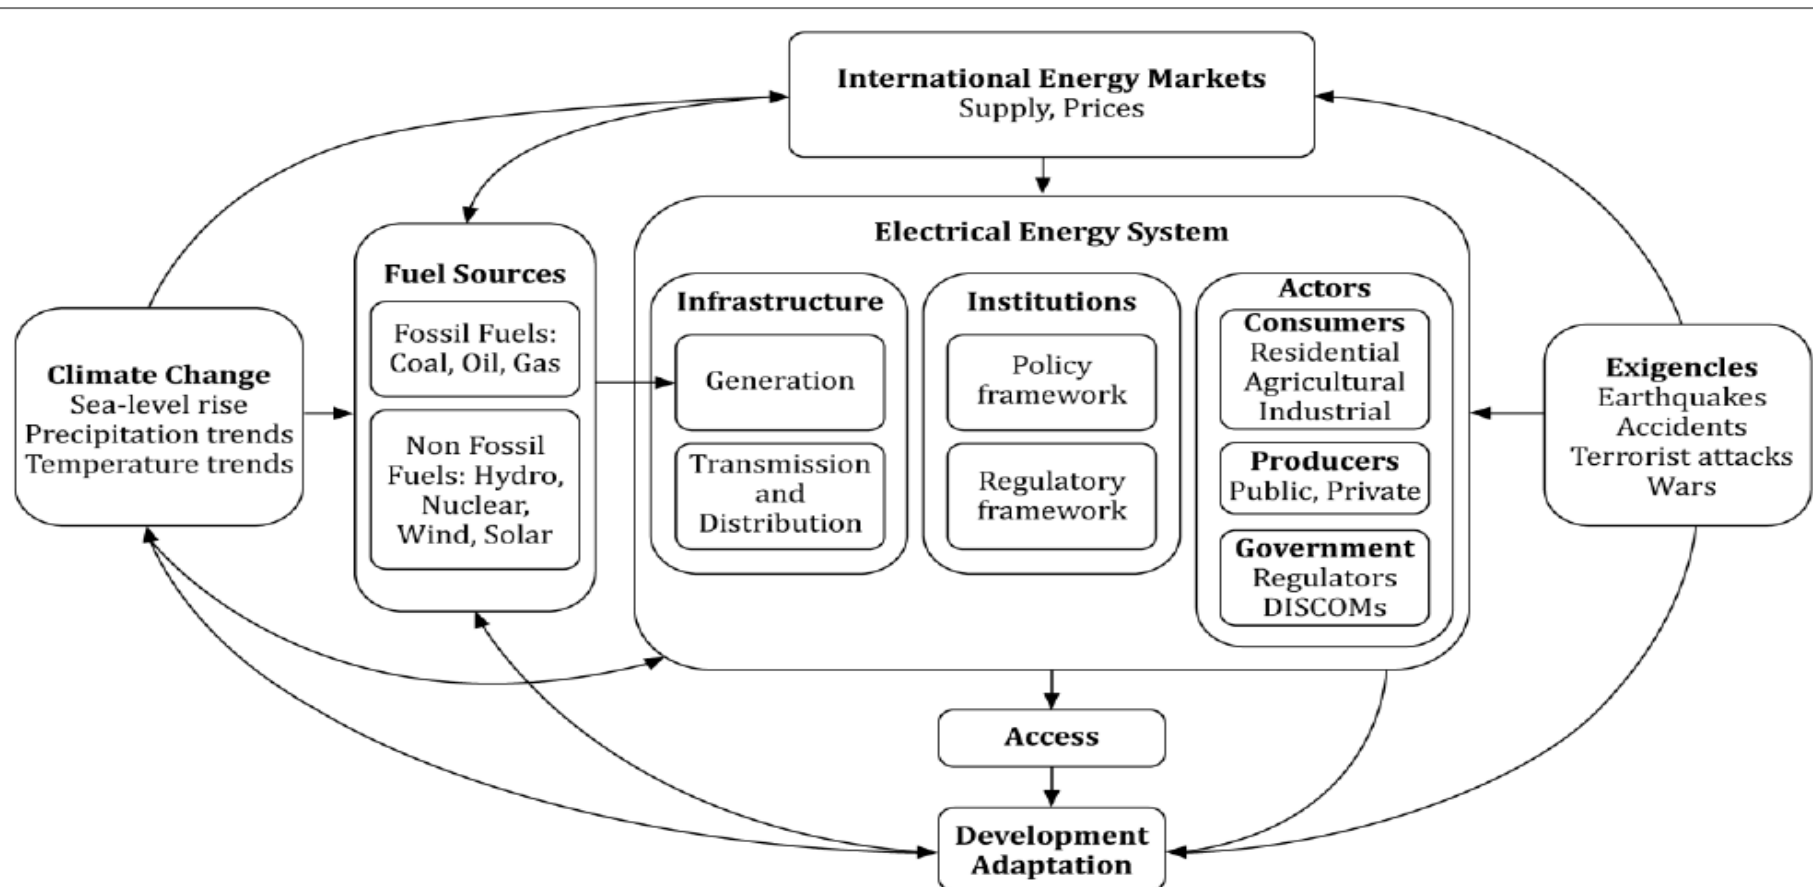 International Energy Markets
Supply, Prices
Electrical Energy System
Fuel Sources
Fossil Fuels:
Coal, Oil, Gas
Non Fossil
Fuels: Hydro,
Nuclear,
Wind, Solar
Climate Change
Sea-level rise
Precipitation trends
Temperature trends
Infrastructure
Generation
Transmission
and
Distribution
Institutions
Policy
framework
Regulatory
framework
Actors
Consumers
Residential
Agricultural
Industrial
Producers
Public, Private
Government
Regulators
DISCOMs
Exigencles
Earthquakes
Accidents
Terrorist attacks
Wars
Access
Development
Adaptation